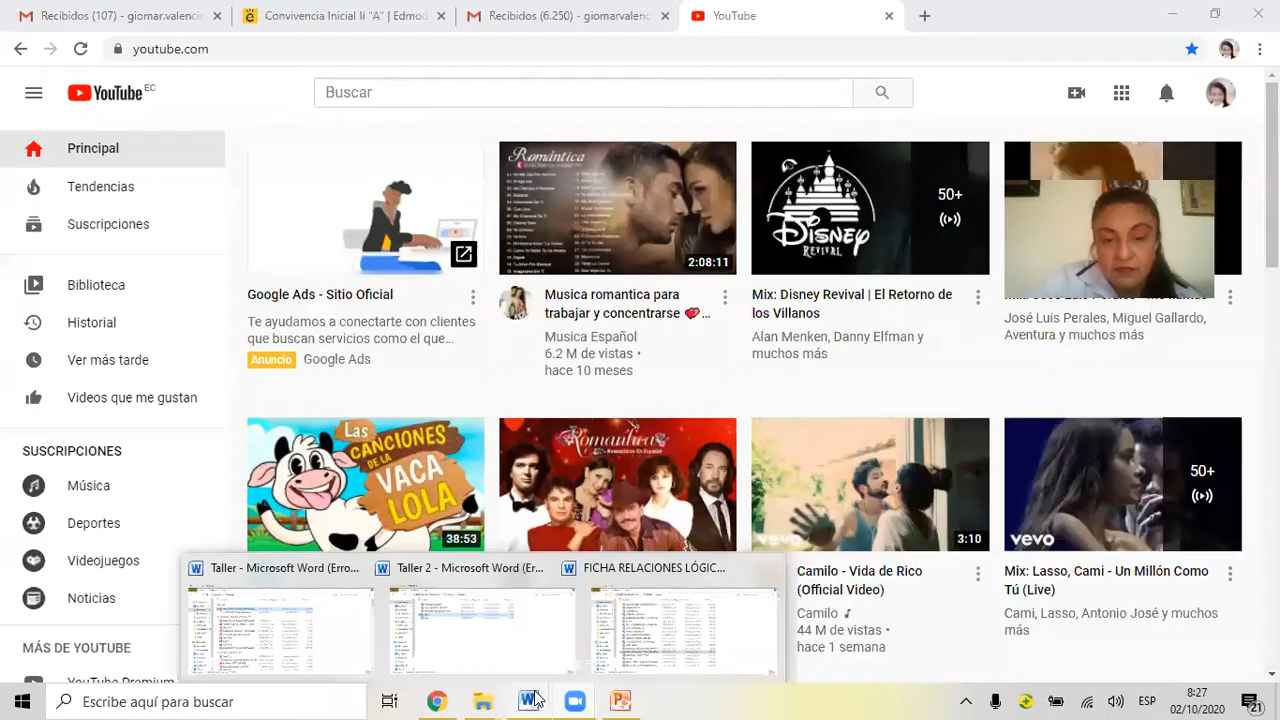 Recibidos (107) - giomar.valenci
Convivencia Inicial II "A" | Edmo
Recibidos (6.250) - giomarvalenc
YouTube
youtube.com
YouTube EC
Buscar
Principal
Tendencias
Suscripciones
Biblioteca
Historial
Ver más tarde
Videos que me gustan
SUSCRIPCIONES
Música
Deportes
Videojuegos
Noticias
MÁS DE YOUTUBE
YouTube Premium
Google Ads - Sitio Oficial
Te ayudamos a conectarte con clientes
que buscan servicios como el que...
Anuncio Google Ads
Romántica
2:08:11
Musica romantica para
trabajar y concentrarse 💕 ...
Musica Español
6.2 M de vistas •
hace 10 meses
DISNEY
REVIVAL
50+
Mix: Disney Revival | El Retorno de
los Villanos
Alan Menken, Danny Elfman y
muchos más
José Luis Perales, Miguel Gallardo,
Aventura y muchos más
Las
CANCIONES
DE LA
VACA
LOLA
38:53
Romantica
3:10
Camilo - Vida de Rico
(Official Video)
Camilo
44 M de vistas •
hace 1 semana
vevo
50+
Mix: Lasso, Cami - Un Millón Como
Tú (Live)
Cami, Lasso, Antonio José y muchos
más
Taller - Microsoft Word (Erro...
Taller 2 - Microsoft Word (Er...
FICHA RELACIONES LÓGIC...
Escribe aquí para buscar
ESP
8:27
02/10/2020
21